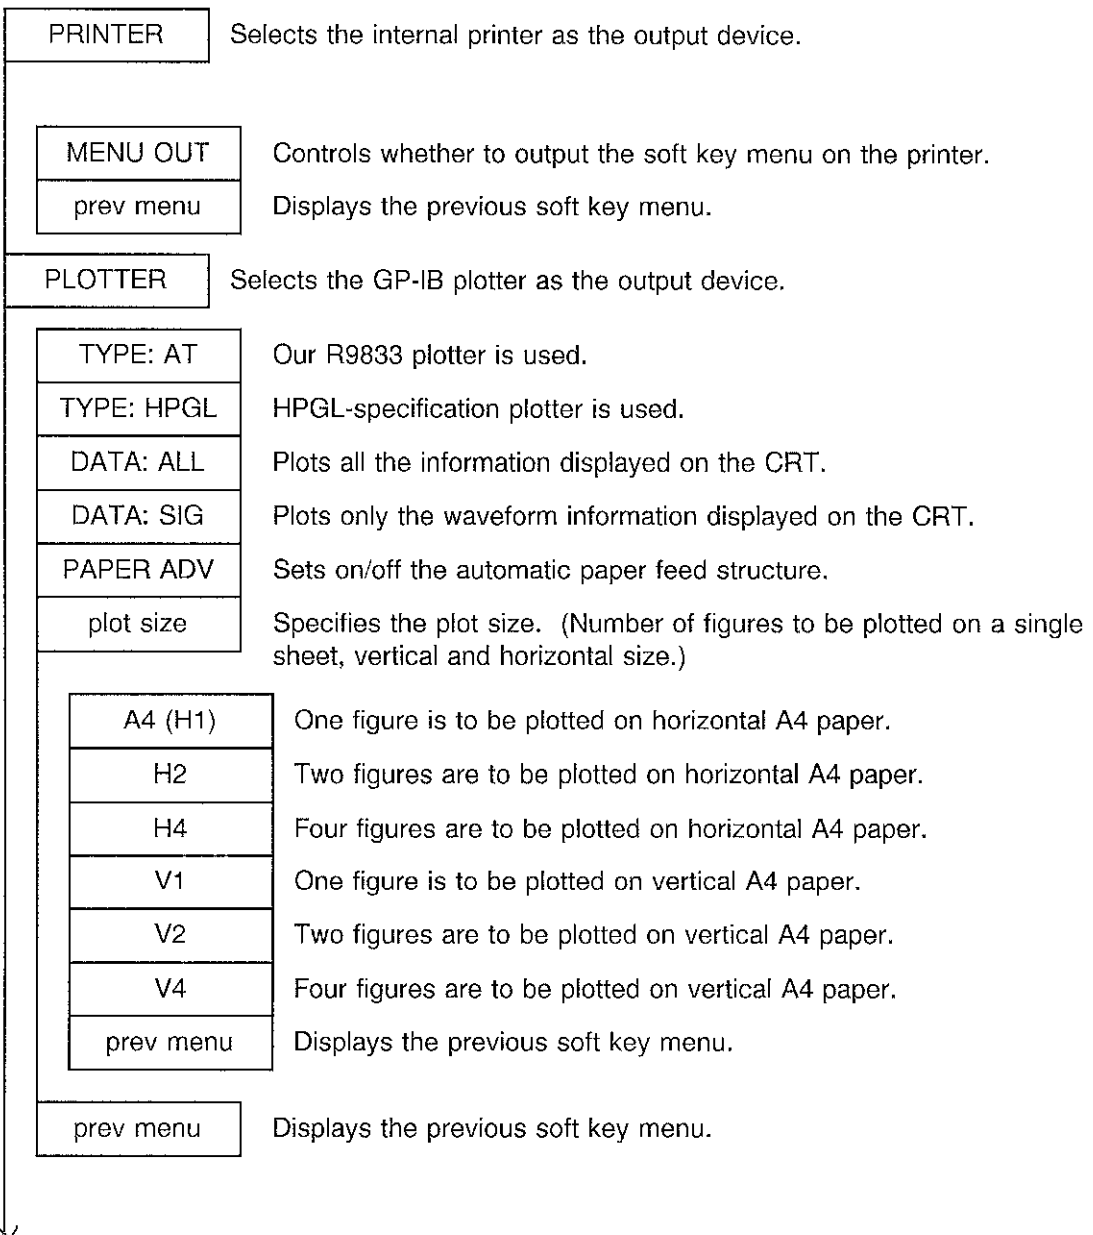 PRINTER Selects the internal printer as the output device.
MENU OUT Controls whether to output the soft key menu on the printer.
prev menu Displays the previous soft key menu.
PLOTTER Selects the GP-IB plotter as the output device.
TYPE: AT Our R9833 plotter is used.
TYPE: HPGL HPGL-specification plotter is used.
DATA: ALL Plots all the information displayed on the CRT.
DATA: SIG Plots only the waveform information displayed on the CRT.
PAPER ADV Sets on/off the automatic paper feed structure.
plot size Specifies the plot size. (Number of figures to be plotted on a single
sheet, vertical and horizontal size.)
A4 (H1) One figure is to be plotted on horizontal A4 paper.
H2 Two figures are to be plotted on horizontal A4 paper.
H4 Four figures are to be plotted on horizontal A4 paper.
V1 One figure is to be plotted on vertical A4 paper.
V2 Two figures are to be plotted on vertical A4 paper.
V4 Four figures are to be plotted on vertical A4 paper.
prev menu Displays the previous soft key menu.
prev menu Displays the previous soft key menu.